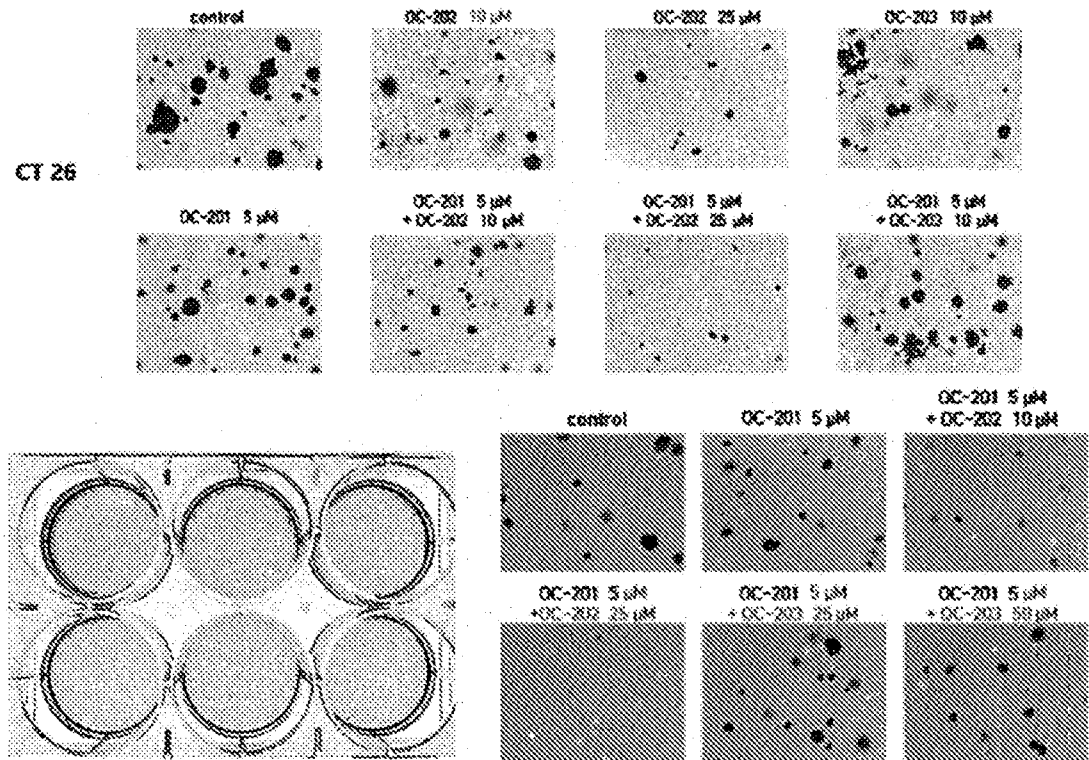 control
OC-202 10 µM
OC-202 25 µM
OC-203 10 µM
CT 26
OC-201 5 µM
OC-201 5 µM
+ OC-202 10 µM
OC-201 5 µM
+ OC-202 25 µM
OC-201 5 µM
+ OC-203 10 µM
control
OC-201 5 µM
OC-201 5 µM
+ OC-202 10 µM
OC-201 5 µM
+OC-202 25 µM
OC-201 5 µM
+ OC-203 25 µM
OC-201 5 µM
+ OC-203 50 µM